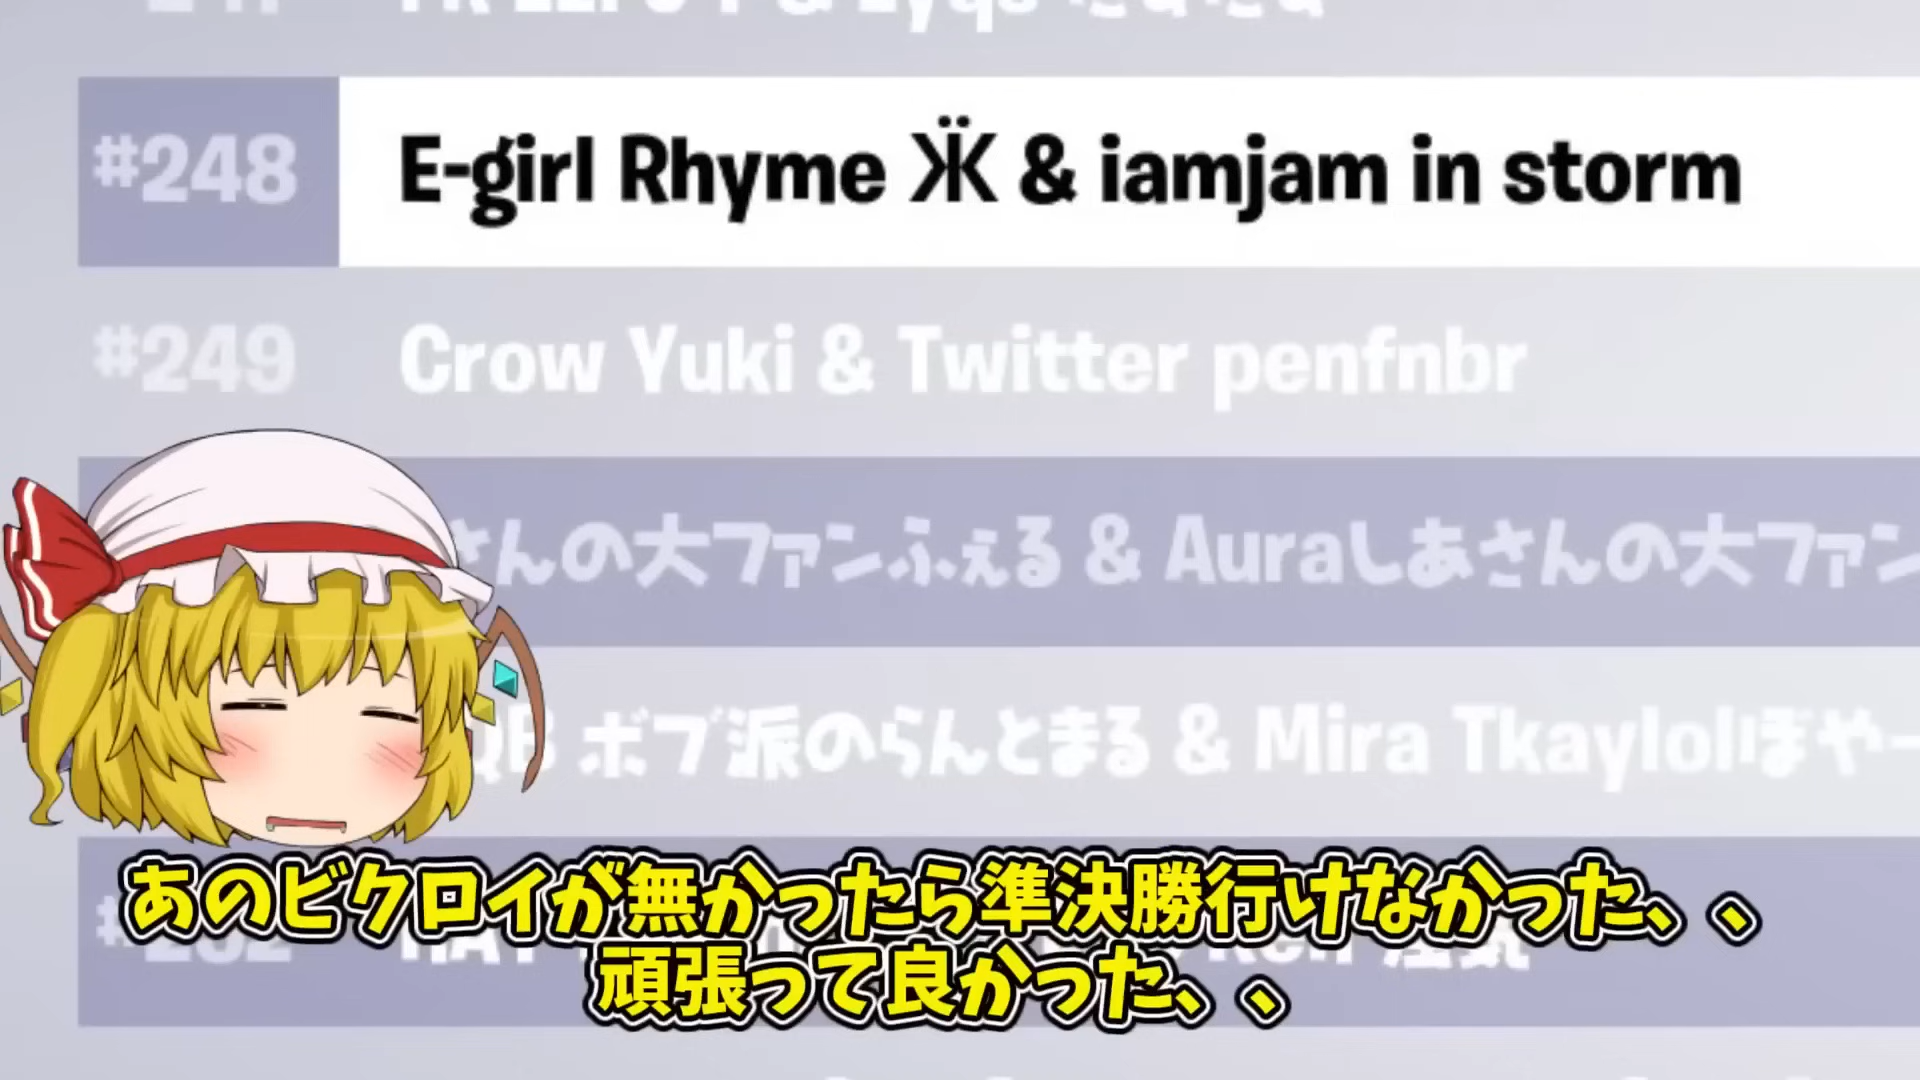 #248 E-girl Rhyme Ӝ & iamjam in storm
#249 Crow Yuki & Twitter penfnbr
さんの大ファンふぇる & Auraしあさんの大ファン
QB ボブ派のらんとまる & Mira Tkaylolぽやー
あのビクロイが無かったら準決勝行けなかった、、
頑張って良かった、、